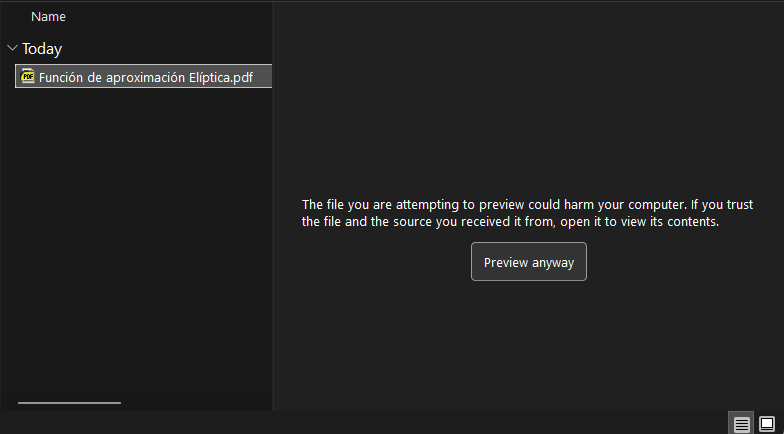 Name
Today
PDF Función de aproximación Elíptica.pdf
The file you are attempting to preview could harm your computer. If you trust
the file and the source you received it from, open it to view its contents.
Preview anyway